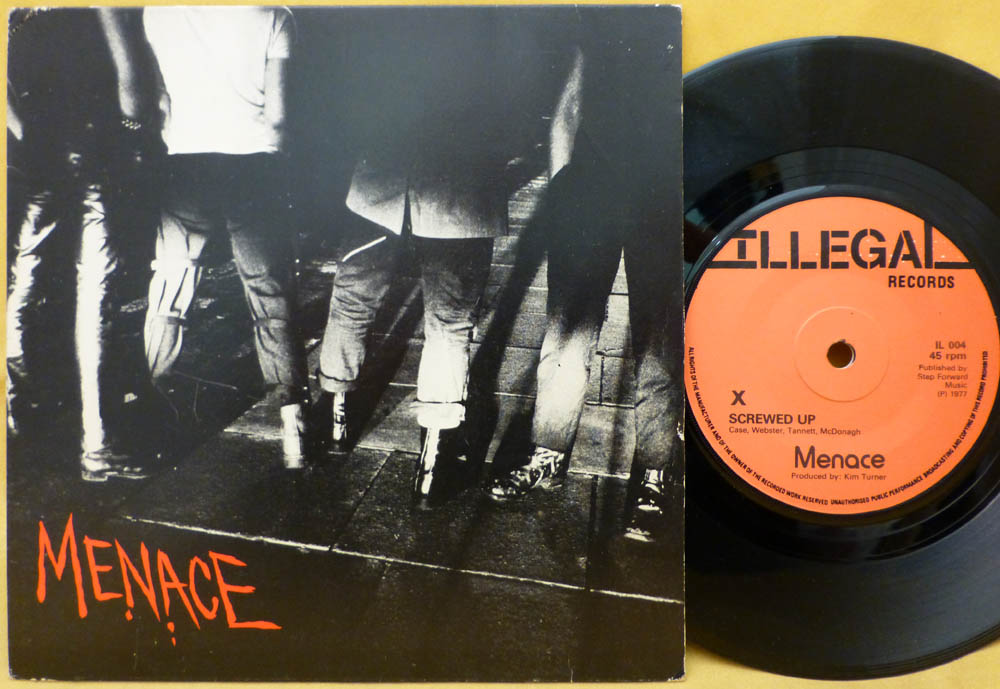 MENACE
ILLEGAL
RECORDS
IL 004
45 rpm
Published by
Step Forward
Music
(P) 1977
X
SCREWED UP
Case, Webster, Tannett, McDonagh
Menace
Produced by: Kim Turner
ALL RIGHTS OF THE MANUFACTURER AND OF THE OWNER OF THE RECORDED WORK RESERVED UNAUTHORISED PUBLIC PERFORMANCE BROADCASTING AND COPYING OF THIS RECORD PROHIBITED